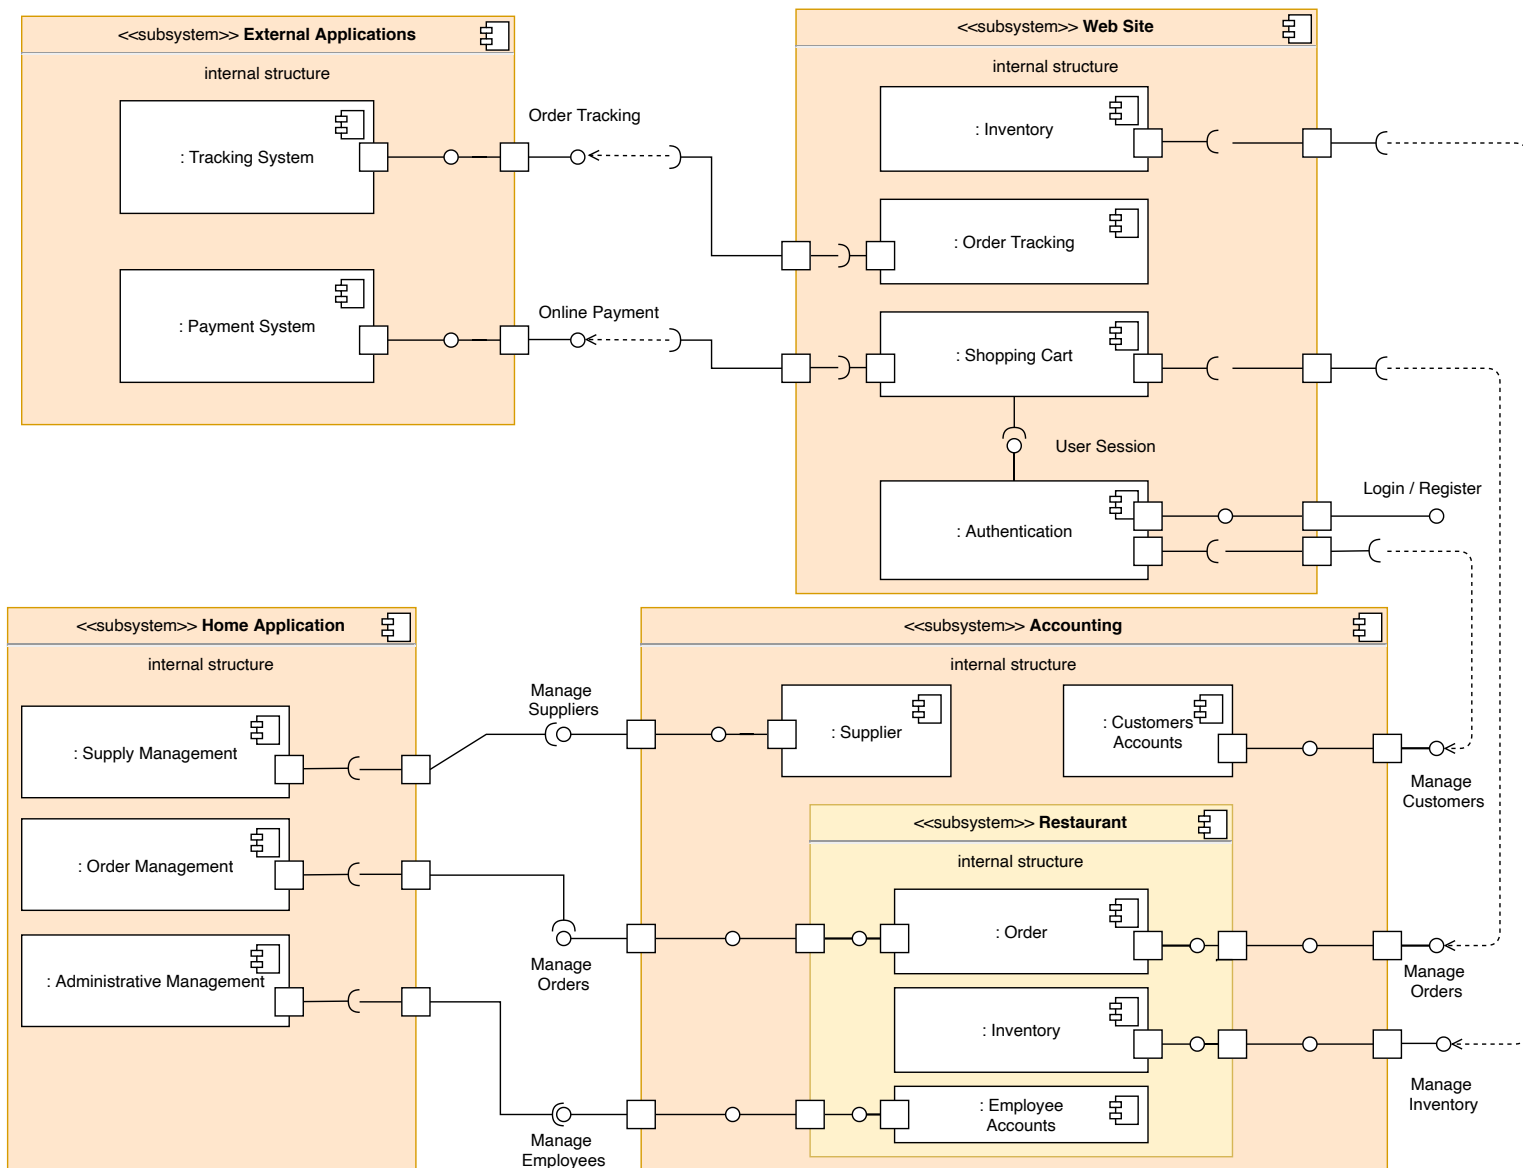 <<subsystem>> External Applications
internal structure
: Tracking System
: Payment System
Order Tracking
Online Payment
<<subsystem>> Web Site
internal structure
: Inventory
: Order Tracking
: Shopping Cart
User Session
: Authentication
Login / Register
<<subsystem>> Home Application
internal structure
: Supply Management
: Order Management
: Administrative Management
Manage
Suppliers
Manage
Orders
Manage
Employees
<<subsystem>> Accounting
internal structure
: Supplier
: Customers
Accounts
<<subsystem>> Restaurant
internal structure
: Order
: Inventory
: Employee
Accounts
Manage
Customers
Manage
Orders
Manage
Inventory